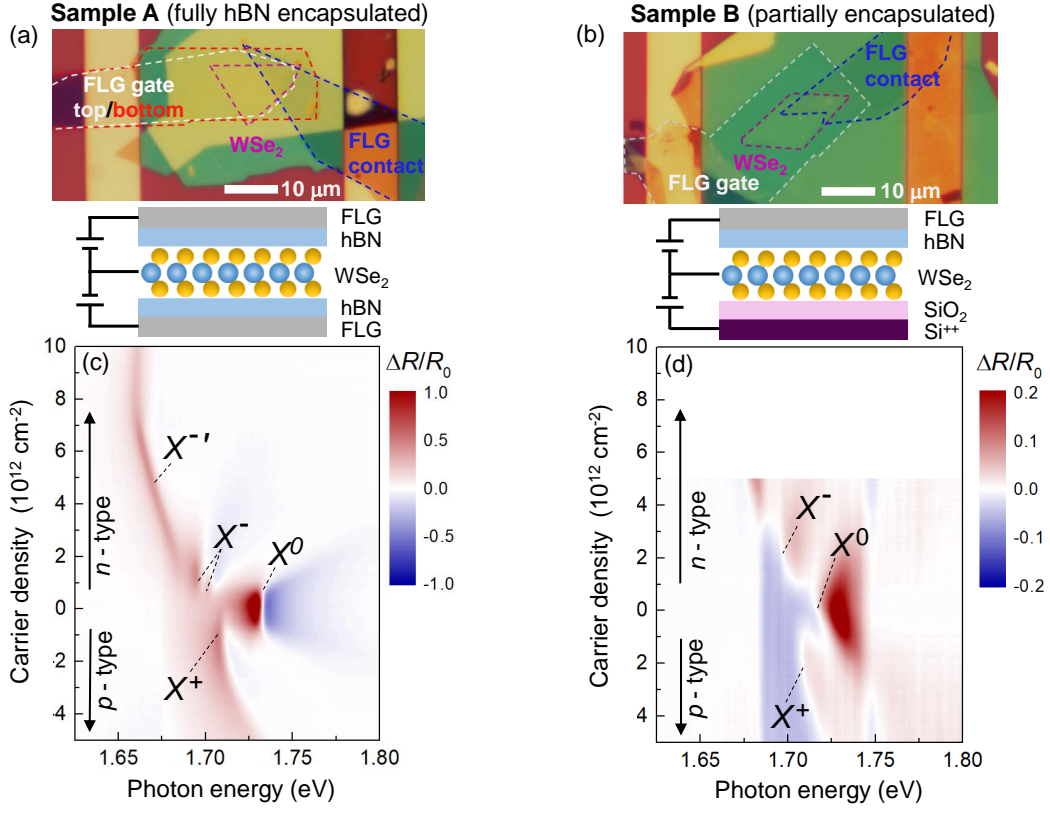 Sample A (fully hBN encapsulated)
(a)
FLG gate
top/bottom
WSe₂
FLG
contact
10 μm
FLG
hBN
WSe₂
hBN
FLG
(c)
ΔR/R₀
10
8
6
4
2
0
2
4
1.0
0.5
0.0
-0.5
-1.0
X⁻′
X⁻
X⁰
X⁺
n - type
p - type
Carrier density (10¹² cm⁻²)
1.65
1.70
1.75
1.80
Photon energy (eV)
Sample B (partially encapsulated)
(b)
FLG
contact
WSe₂
FLG gate
10 μm
FLG
hBN
WSe₂
SiO₂
Si⁺⁺
(d)
ΔR/R₀
10
8
6
4
2
0
2
4
0.2
0.1
0.0
-0.1
-0.2
X⁻
X⁰
X⁺
n - type
p - type
Carrier density (10¹² cm⁻²)
1.65
1.70
1.75
1.80
Photon energy (eV)